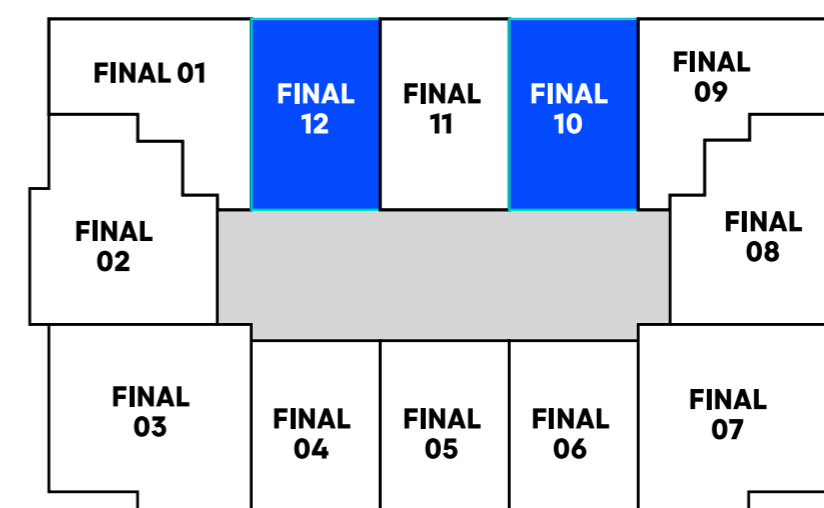 FINAL 01
FINAL
12
FINAL
11
FINAL
10
FINAL
09
FINAL
02
FINAL
08
FINAL
03
FINAL
04
FINAL
05
FINAL
06
FINAL
07